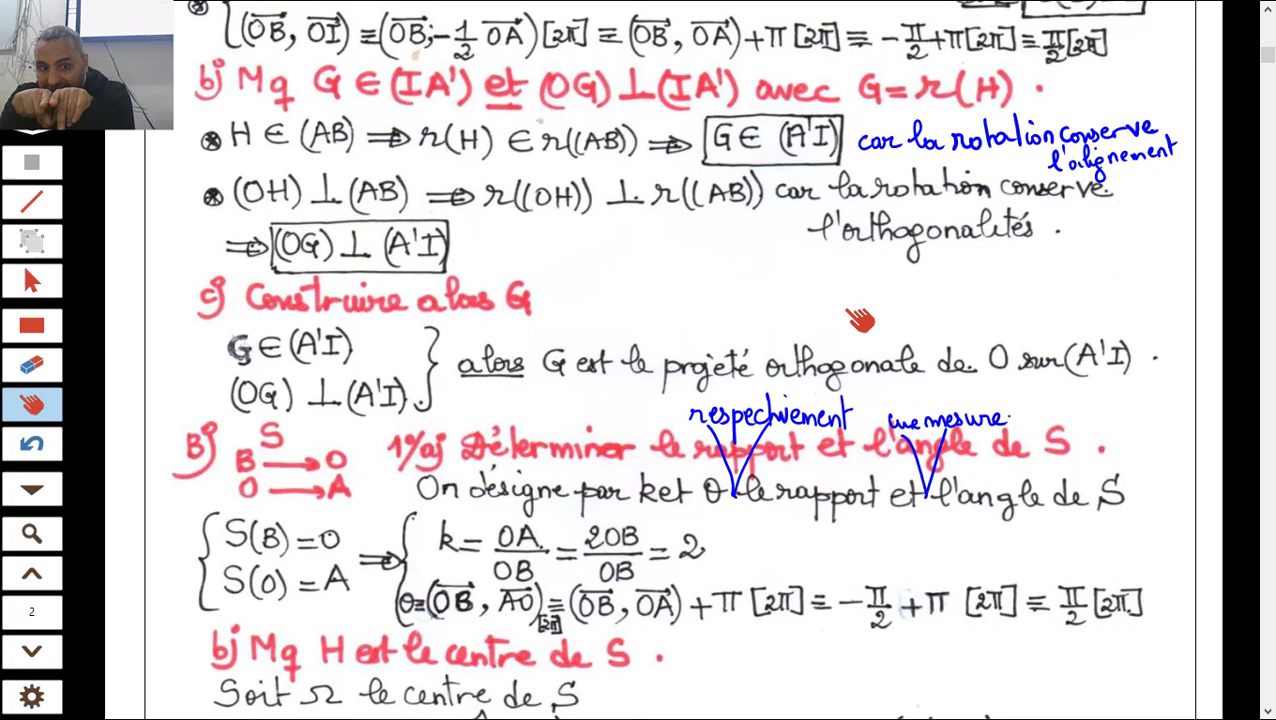 (OB, OI) ≡ (OB, -1/2 OA) [2π] ≡ (OB, OA) + π [2π] ≡ -π/2 + π [2π] ≡ π/2 [2π]
b) Mq G ∈ (IA') et (OG) ⊥ (IA') avec G = r(H) .
* H ∈ (AB) ⟹ r(H) ∈ r((AB)) ⟹ G ∈ (A'I) car la rotation conserve
l'alignement
* (OH) ⊥ (AB) ⟹ r((OH)) ⊥ r((AB)) car la rotation conserve.
l'orthogonalités .
⟹ (OG) ⊥ (A'I)
c) Construire alors G
G ∈ (A'I)
(OG) ⊥ (A'I) . } alors G est le projété orthogonale de O sur (A'I) .
respectivement une mesure
B) S 1°/a) Déterminer le rapport et l'angle de S .
B ⟶ O
O ⟶ A
On désigne par k et θ le rapport et l'angle de S
{ S(B) = O
S(O) = A ⟹ { k = OA/OB = 2OB/OB = 2
θ ≡ (OB, AO) ≡ [2π] (OB, OA) + π [2π] ≡ -π/2 + π [2π] ≡ π/2 [2π]
b) Mq H est le centre de S .
Soit Ω le centre de S
2